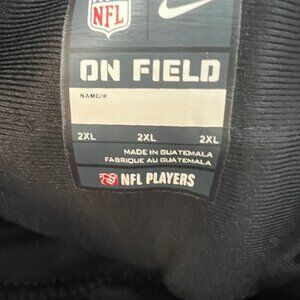 NFL
ON FIELD
NAME/#
2XL 2XL 2XL
MADE IN GUATEMALA
FABRIQUE AU GUATEMALA
NFL PLAYERS